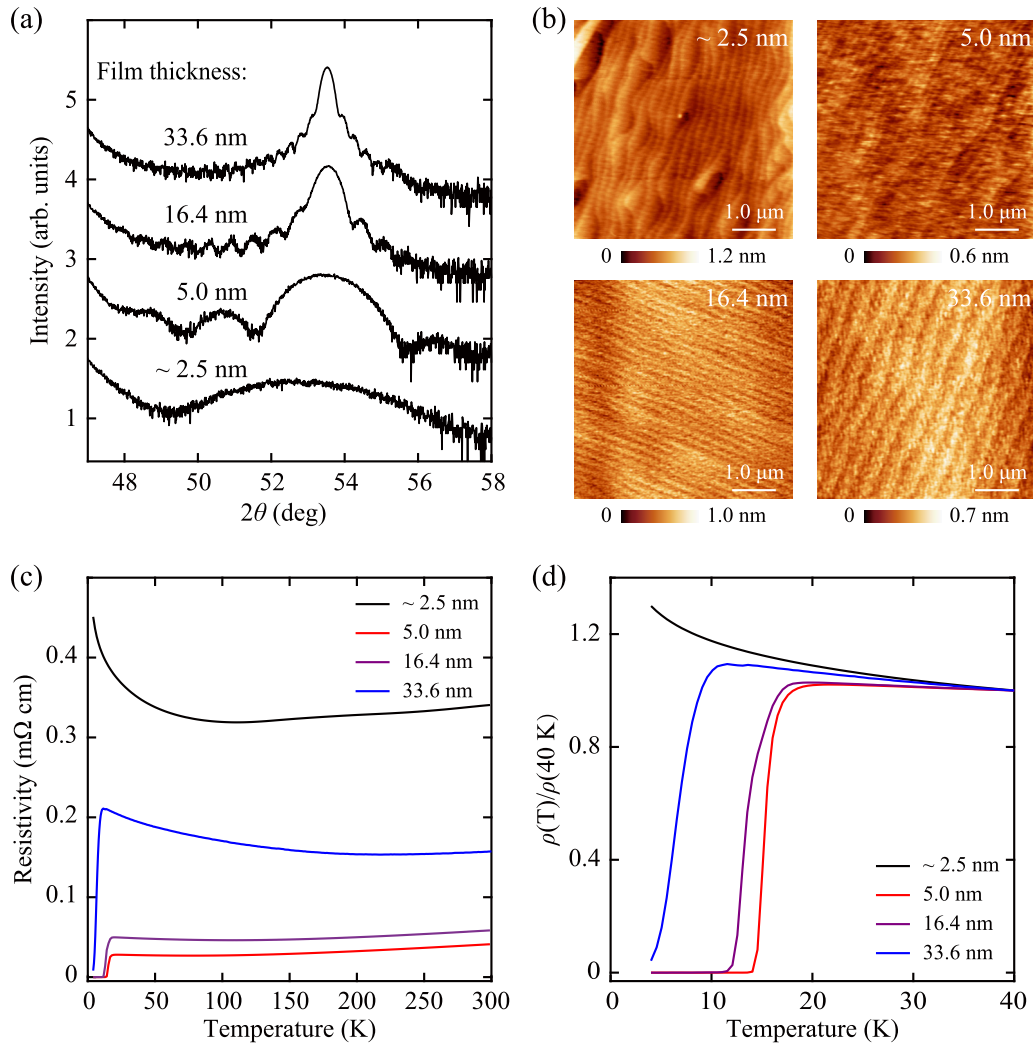 (a)
Film thickness:
33.6 nm
16.4 nm
5.0 nm
~ 2.5 nm
5
4
3
2
1
Intensity (arb. units)
48 50 52 54 56 58
2θ (deg)
(b)
~ 2.5 nm
1.0 μm
0 1.2 nm
5.0 nm
1.0 μm
0 0.6 nm
16.4 nm
1.0 μm
0 1.0 nm
33.6 nm
1.0 μm
0 0.7 nm
(c)
~ 2.5 nm
5.0 nm
16.4 nm
33.6 nm
0.4
0.3
0.2
0.1
0
Resistivity (mΩ cm)
0 50 100 150 200 250 300
Temperature (K)
(d)
1.2
0.8
0.4
0
ρ(T)/ρ(40 K)
~ 2.5 nm
5.0 nm
16.4 nm
33.6 nm
0 10 20 30 40
Temperature (K)